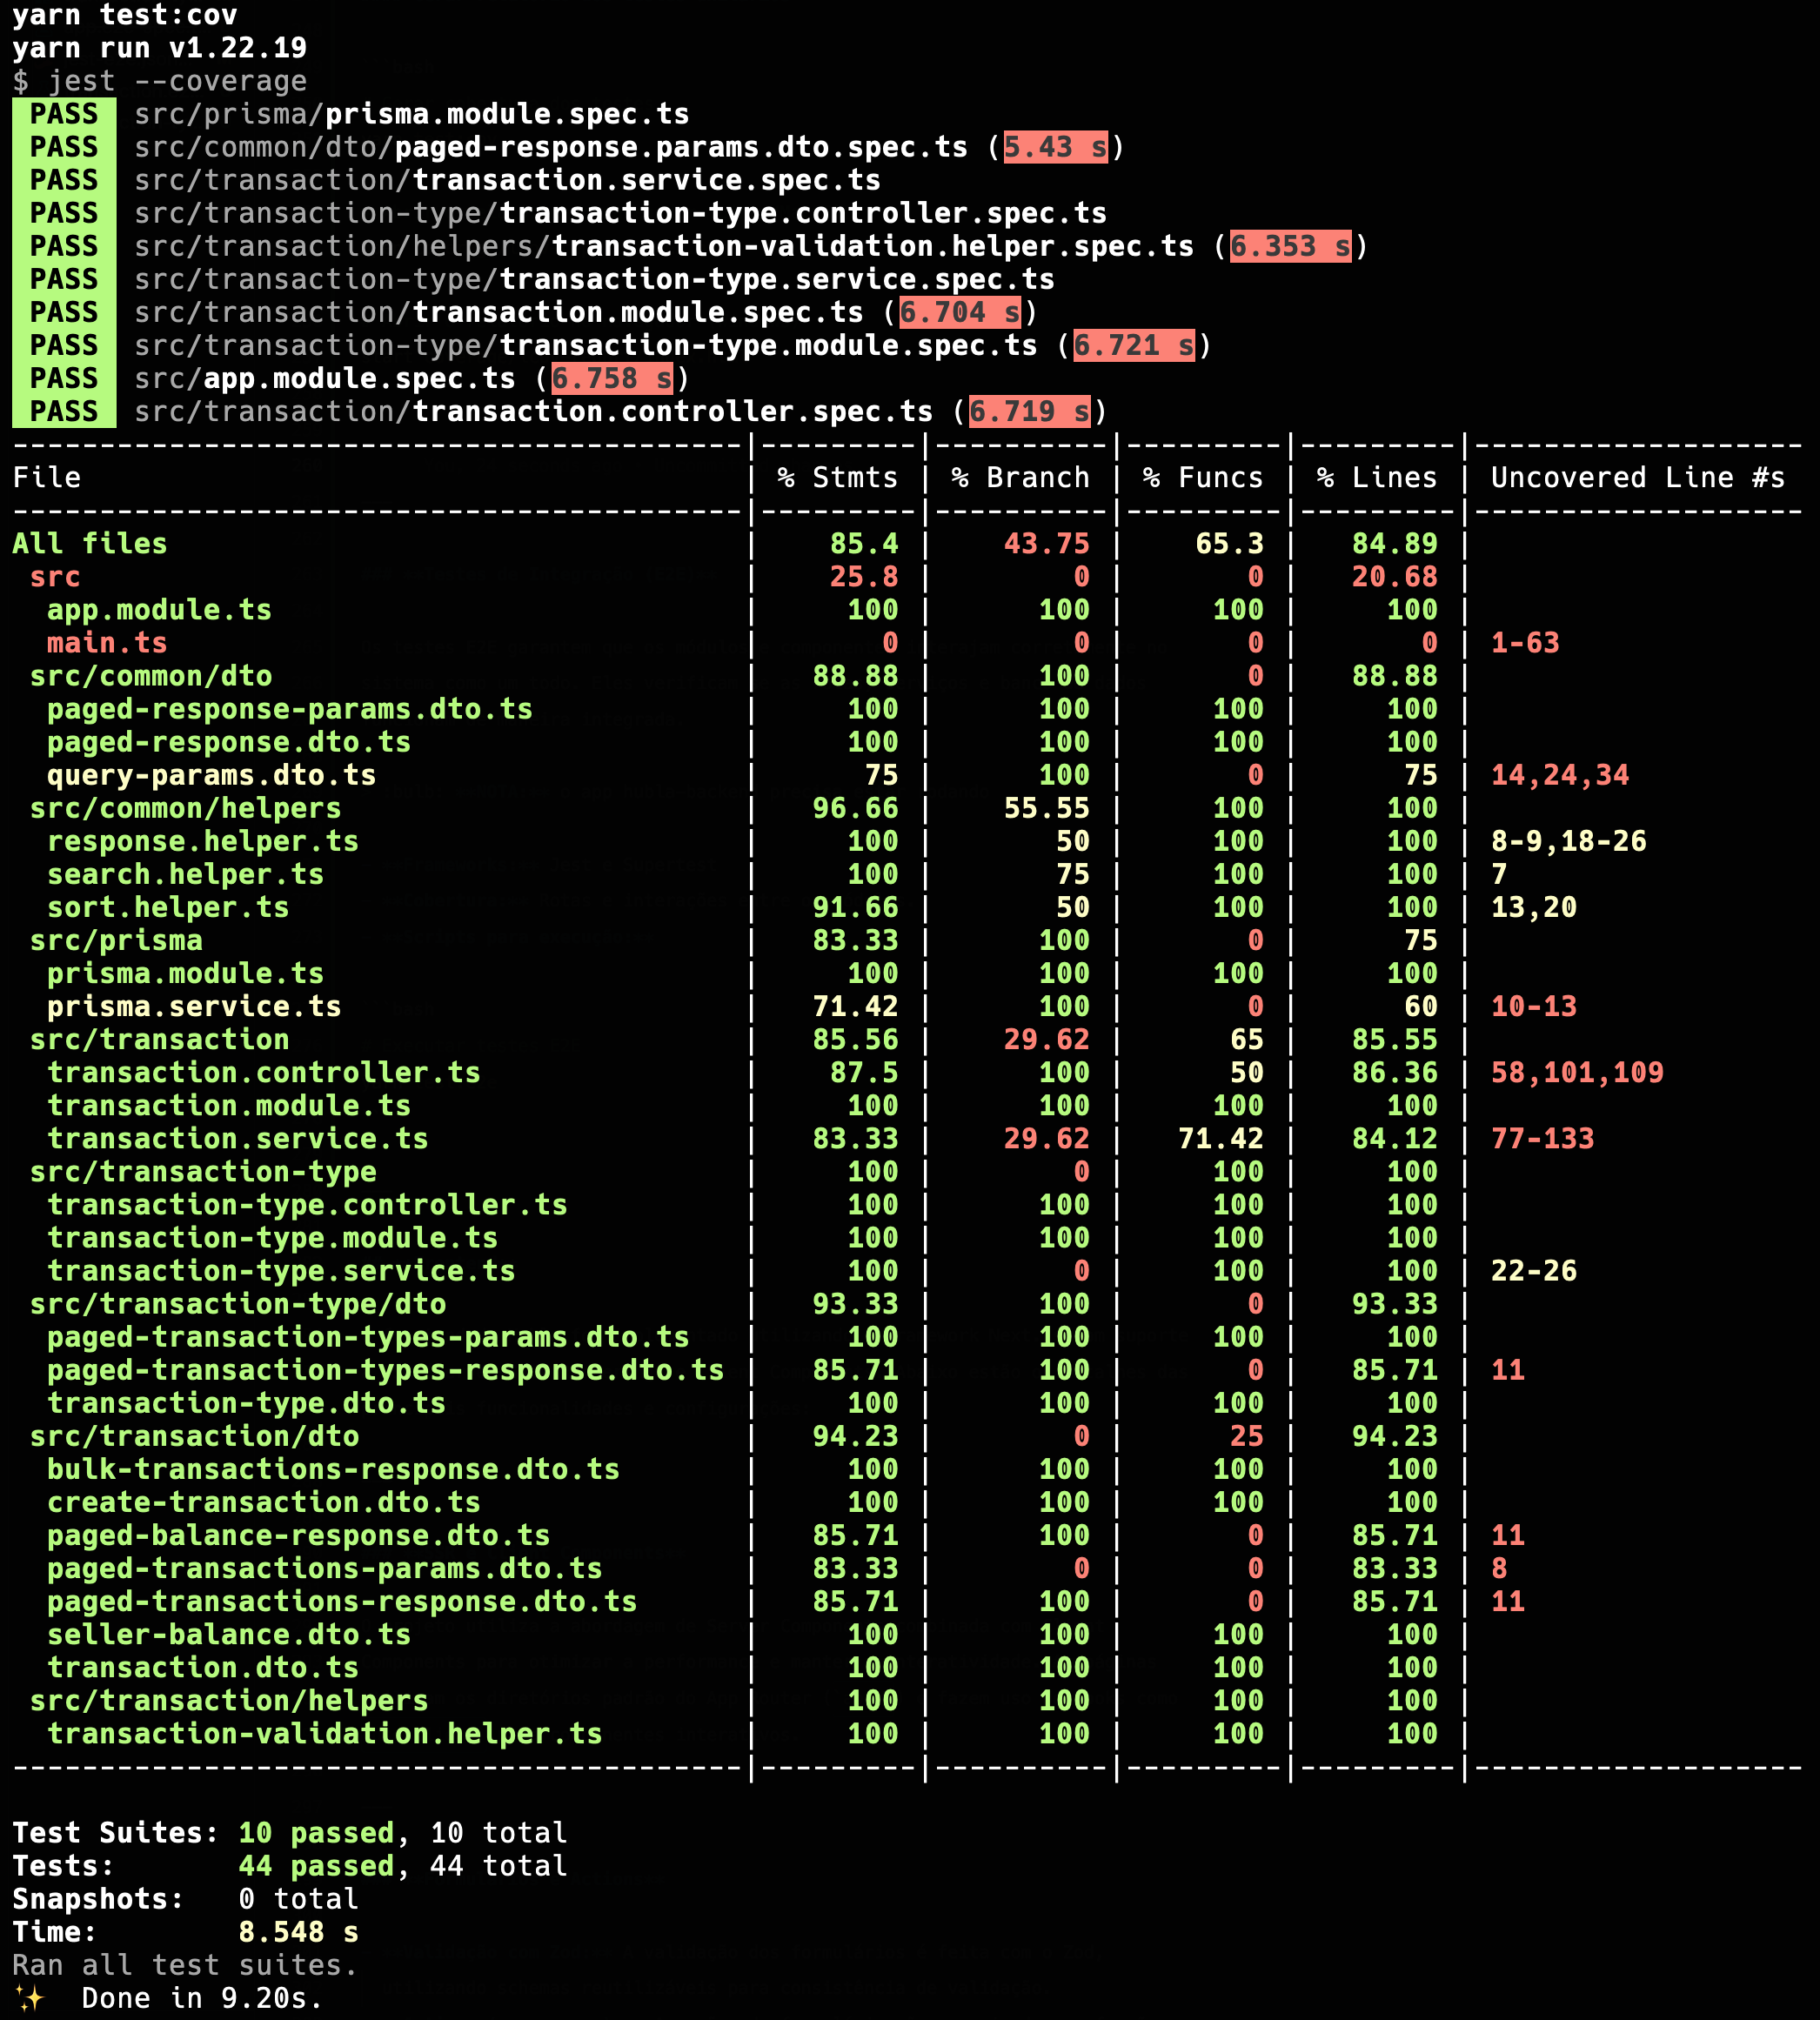 yarn test:cov
yarn run v1.22.19
$ jest --coverage
PASS src/prisma/prisma.module.spec.ts
PASS src/common/dto/paged-response.params.dto.spec.ts (5.43 s)
PASS src/transaction/transaction.service.spec.ts
PASS src/transaction-type/transaction-type.controller.spec.ts
PASS src/transaction/helpers/transaction-validation.helper.spec.ts (6.353 s)
PASS src/transaction-type/transaction-type.service.spec.ts
PASS src/transaction/transaction.module.spec.ts (6.704 s)
PASS src/transaction-type/transaction-type.module.spec.ts (6.721 s)
PASS src/app.module.spec.ts (6.758 s)
PASS src/transaction/transaction.controller.spec.ts (6.719 s)
------------------------------------------|---------|----------|---------|---------|-------------------
File | % Stmts | % Branch | % Funcs | % Lines | Uncovered Line #s
------------------------------------------|---------|----------|---------|---------|-------------------
All files | 85.4 | 43.75 | 65.3 | 84.89 |
src | 25.8 | 0 | 0 | 20.68 |
app.module.ts | 100 | 100 | 100 | 100 |
main.ts | 0 | 0 | 0 | 0 | 1-63
src/common/dto | 88.88 | 100 | 0 | 88.88 |
paged-response-params.dto.ts | 100 | 100 | 100 | 100 |
paged-response.dto.ts | 100 | 100 | 100 | 100 |
query-params.dto.ts | 75 | 100 | 0 | 75 | 14,24,34
src/common/helpers | 96.66 | 55.55 | 100 | 100 |
response.helper.ts | 100 | 50 | 100 | 100 | 8-9,18-26
search.helper.ts | 100 | 75 | 100 | 100 | 7
sort.helper.ts | 91.66 | 50 | 100 | 100 | 13,20
src/prisma | 83.33 | 100 | 0 | 75 |
prisma.module.ts | 100 | 100 | 100 | 100 |
prisma.service.ts | 71.42 | 100 | 0 | 60 | 10-13
src/transaction | 85.56 | 29.62 | 65 | 85.55 |
transaction.controller.ts | 87.5 | 100 | 50 | 86.36 | 58,101,109
transaction.module.ts | 100 | 100 | 100 | 100 |
transaction.service.ts | 83.33 | 29.62 | 71.42 | 84.12 | 77-133
src/transaction-type | 100 | 0 | 100 | 100 |
transaction-type.controller.ts | 100 | 100 | 100 | 100 |
transaction-type.module.ts | 100 | 100 | 100 | 100 |
transaction-type.service.ts | 100 | 0 | 100 | 100 | 22-26
src/transaction-type/dto | 93.33 | 100 | 0 | 93.33 |
paged-transaction-types-params.dto.ts | 100 | 100 | 100 | 100 |
paged-transaction-types-response.dto.ts | 85.71 | 100 | 0 | 85.71 | 11
transaction-type.dto.ts | 100 | 100 | 100 | 100 |
src/transaction/dto | 94.23 | 0 | 25 | 94.23 |
bulk-transactions-response.dto.ts | 100 | 100 | 100 | 100 |
create-transaction.dto.ts | 100 | 100 | 100 | 100 |
paged-balance-response.dto.ts | 85.71 | 100 | 0 | 85.71 | 11
paged-transactions-params.dto.ts | 83.33 | 0 | 0 | 83.33 | 8
paged-transactions-response.dto.ts | 85.71 | 100 | 0 | 85.71 | 11
seller-balance.dto.ts | 100 | 100 | 100 | 100 |
transaction.dto.ts | 100 | 100 | 100 | 100 |
src/transaction/helpers | 100 | 100 | 100 | 100 |
transaction-validation.helper.ts | 100 | 100 | 100 | 100 |
------------------------------------------|---------|----------|---------|---------|-------------------
Test Suites: 10 passed, 10 total
Tests: 44 passed, 44 total
Snapshots: 0 total
Time: 8.548 s
Ran all test suites.
✨ Done in 9.20s.